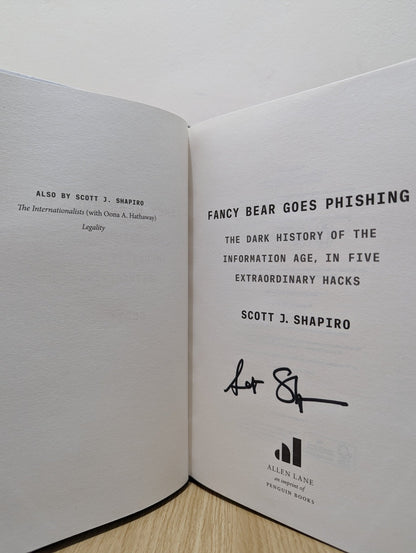 ALSO BY SCOTT J. SHAPIRO
The Internationalists (with Oona A. Hathaway)
Legality
FANCY BEAR GOES PHISHING
THE DARK HISTORY OF THE
INFORMATION AGE, IN FIVE
EXTRAORDINARY HACKS
SCOTT J. SHAPIRO
ALLEN LANE
an imprint of
PENGUIN BOOKS